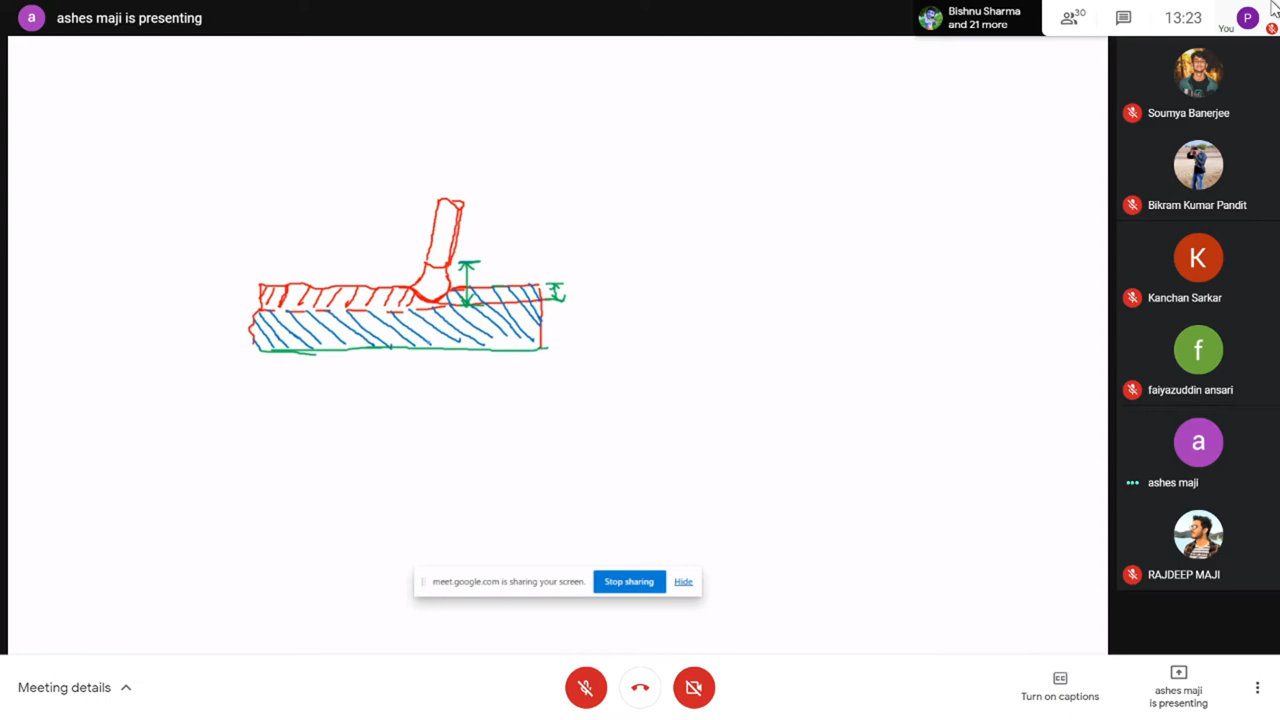 a
ashes maji is presenting
Bishnu Sharma
and 21 more
30
13:23
You
P
Soumya Banerjee
Bikram Kumar Pandit
K
Kanchan Sarkar
f
faiyazuddin ansari
a
ashes maji
RAJDEEP MAJI
meet.google.com is sharing your screen.
Stop sharing
Hide
Meeting details
CC
Turn on captions
ashes maji
is presenting